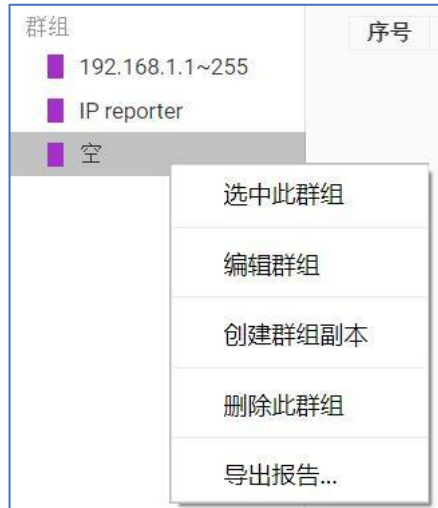 群组
序号
192.168.1.1~255
IP reporter
空
选中此群组
编辑群组
创建群组副本
删除此群组
导出报告...